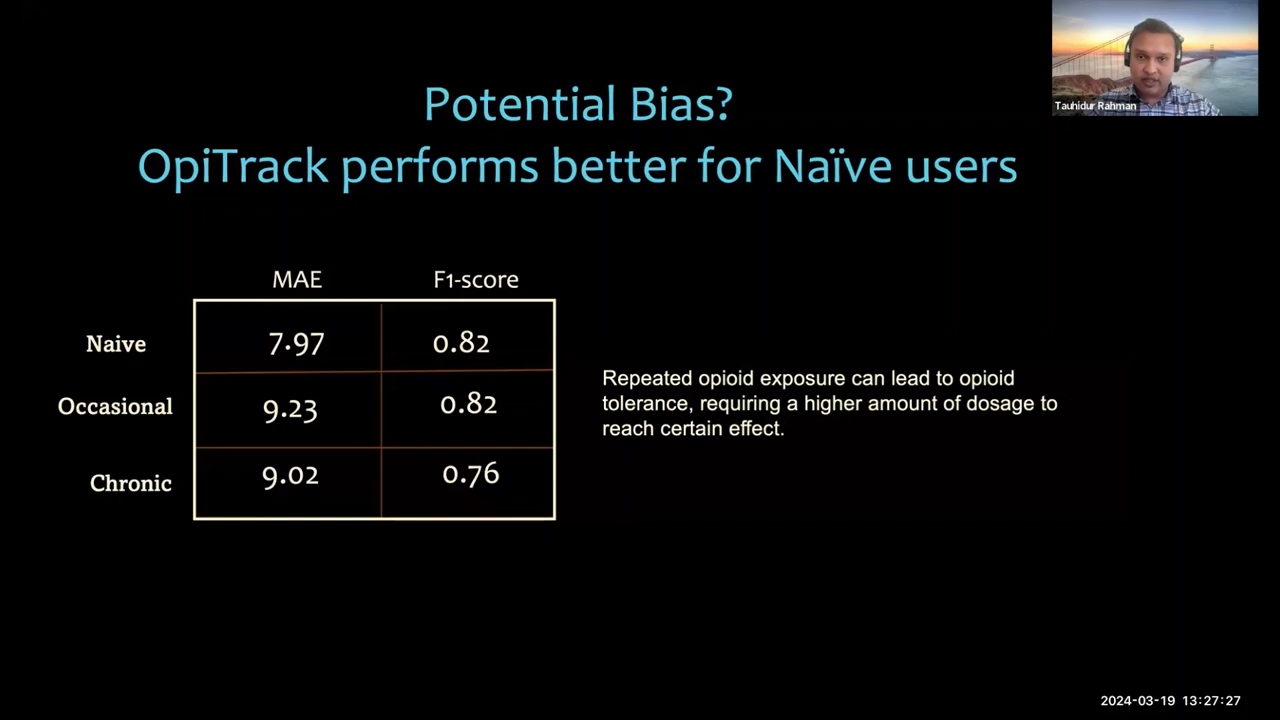 Tauhidur Rahman
Potential Bias?
OpiTrack performs better for Naïve users
MAE F1-score
Naive 7.97 0.82
Occasional 9.23 0.82
Chronic 9.02 0.76
Repeated opioid exposure can lead to opioid
tolerance, requiring a higher amount of dosage to
reach certain effect.
2024-03-19 13:27:27